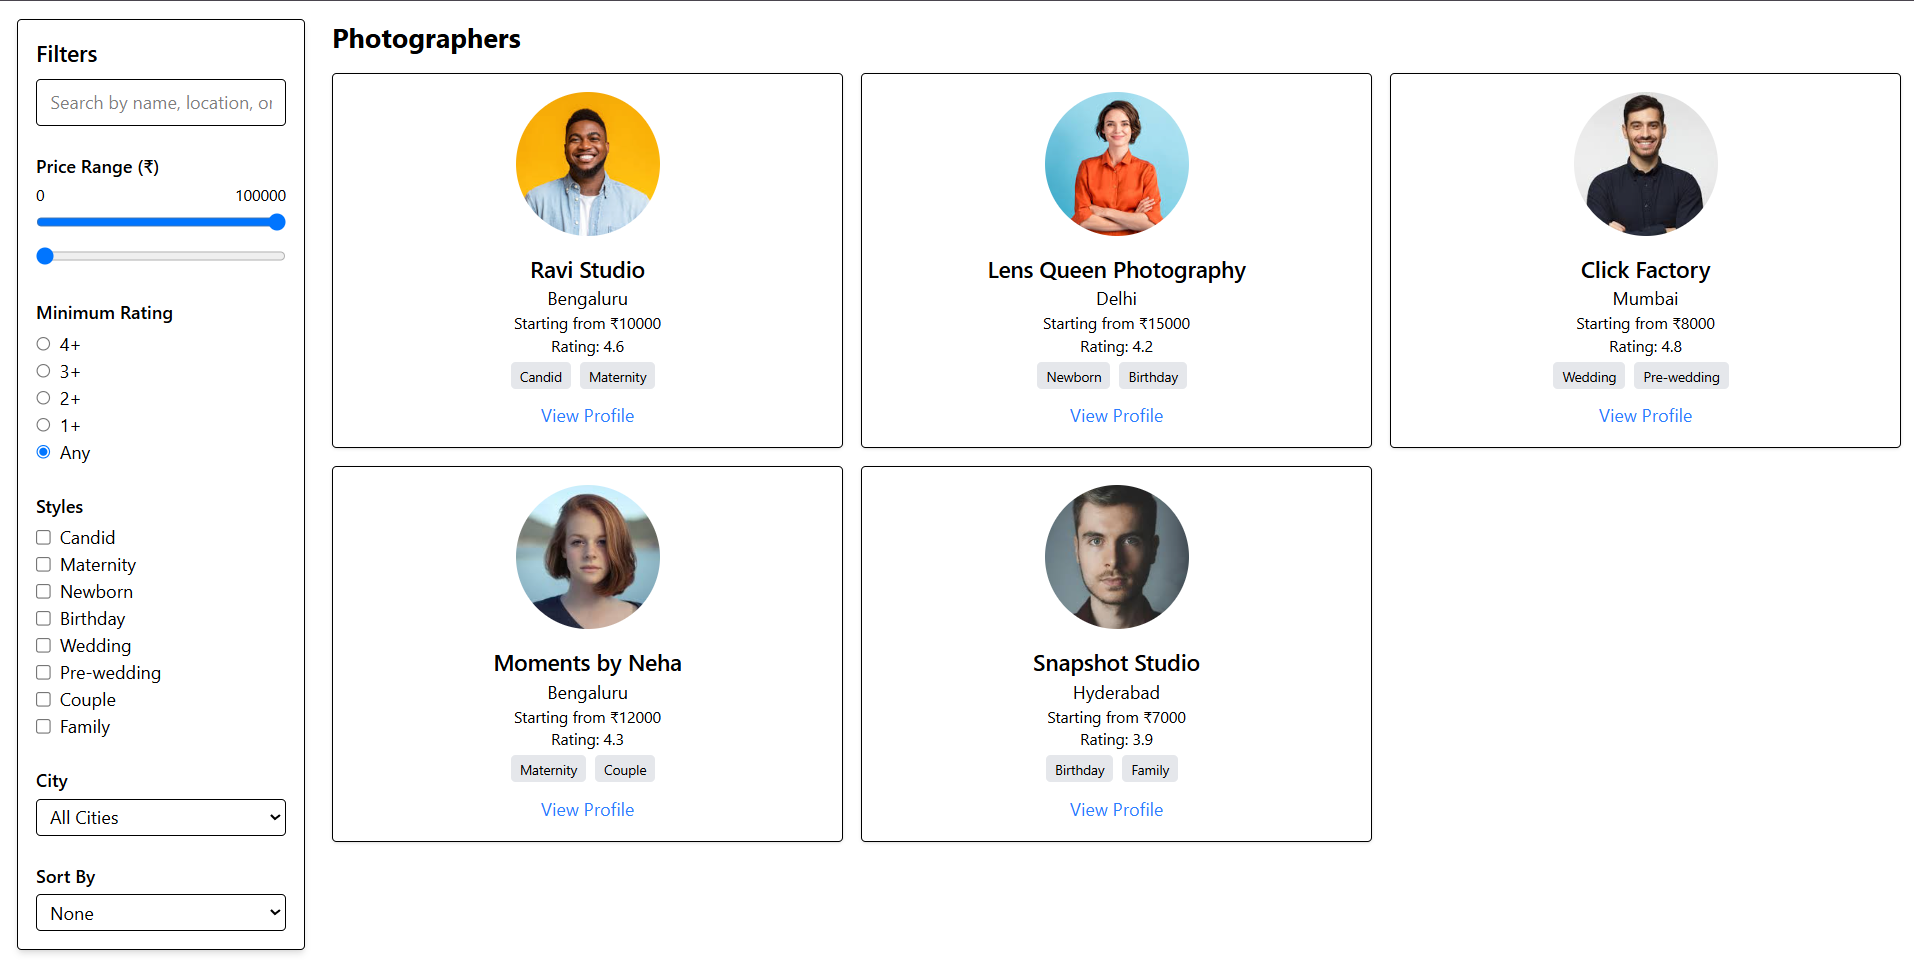 Filters
Search by name, location, or
Price Range (₹)
0 100000
Minimum Rating
4+
3+
2+
1+
Any
Styles
Candid
Maternity
Newborn
Birthday
Wedding
Pre-wedding
Couple
Family
City
All Cities
Sort By
None
Photographers
Ravi Studio
Bengaluru
Starting from ₹10000
Rating: 4.6
Candid Maternity
View Profile
Lens Queen Photography
Delhi
Starting from ₹15000
Rating: 4.2
Newborn Birthday
View Profile
Click Factory
Mumbai
Starting from ₹8000
Rating: 4.8
Wedding Pre-wedding
View Profile
Moments by Neha
Bengaluru
Starting from ₹12000
Rating: 4.3
Maternity Couple
View Profile
Snapshot Studio
Hyderabad
Starting from ₹7000
Rating: 3.9
Birthday Family
View Profile